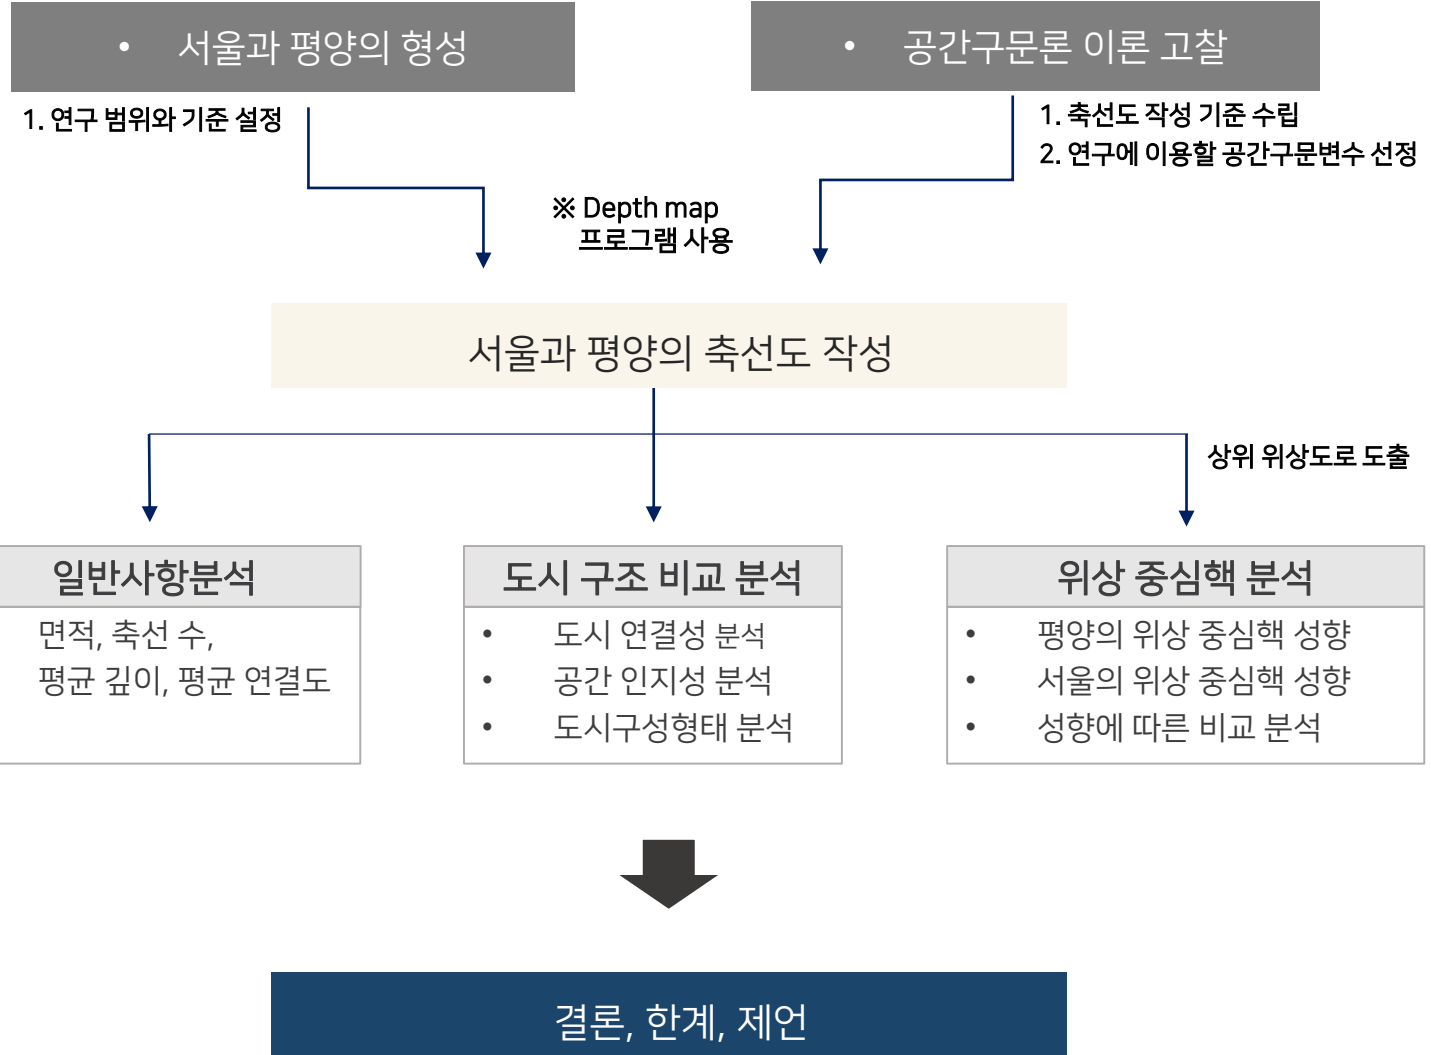 • 서울과 평양의 형성
• 공간구문론 이론 고찰
1. 연구 범위와 기준 설정
1. 축선도 작성 기준 수립
2. 연구에 이용할 공간구문변수 선정
※ Depth map
프로그램 사용
서울과 평양의 축선도 작성
상위 위상도로 도출
일반사항분석
면적, 축선 수,
평균 깊이, 평균 연결도
도시 구조 비교 분석
• 도시 연결성 분석
• 공간 인지성 분석
• 도시구성형태 분석
위상 중심핵 분석
• 평양의 위상 중심핵 성향
• 서울의 위상 중심핵 성향
• 성향에 따른 비교 분석
결론, 한계, 제언